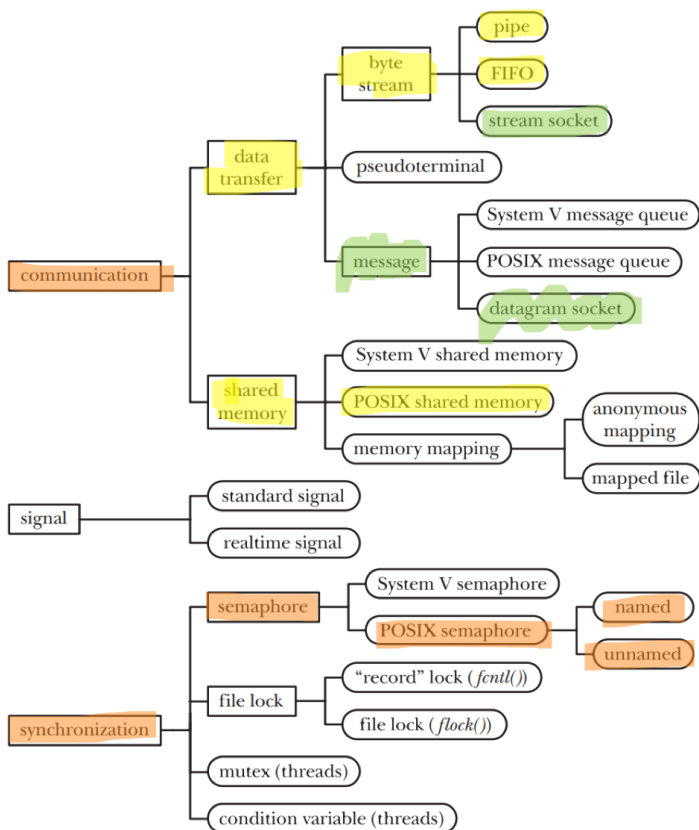 pipe
byte
stream
FIFO
stream socket
data
transfer
pseudoterminal
System V message queue
message
POSIX message queue
communication
datagram socket
System V shared memory
shared
memory
POSIX shared memory
anonymous
mapping
memory mapping
mapped file
standard signal
signal
realtime signal
System V semaphore
semaphore
named
POSIX semaphore
unnamed
“record” lock (fcntl())
file lock
file lock (flock())
synchronization
mutex (threads)
condition variable (threads)